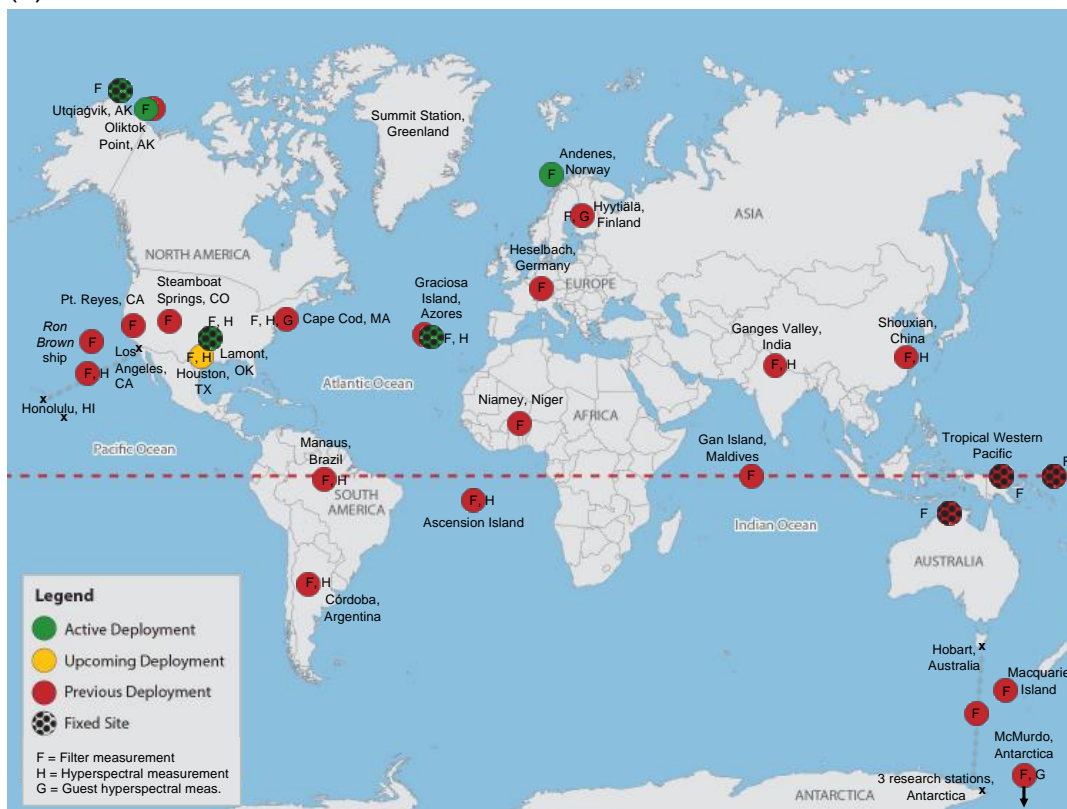 F
Utqiaġvik, AK
F
Oliktok
Point, AK
Summit Station,
Greenland
Andenes,
Norway
F
Hyytiälä,
Finland
F, G
ASIA
NORTH AMERICA
Heselbach,
Germany
F
EUROPE
Steamboat
Springs, CO
F
Pt. Reyes, CA
F
F, H
F, H, G
Cape Cod, MA
Graciosa
Island,
Azores
F, H
Ganges Valley,
India
F, H
Shouxian,
China
F, H
Ron
Brown
ship
F
F, H
Los
Angeles,
CA
x
F, H
Lamont,
OK
Houston,
TX
Atlantic Ocean
x
Honolulu, HI
x
Niamey, Niger
F
AFRICA
Pacific Ocean
Manaus,
Brazil
F, H
SOUTH
AMERICA
Gan Island,
Maldives
F
Tropical Western
Pacific
F
F
F, H
Ascension Island
Indian Ocean
F
AUSTRALIA
F, H
Córdoba,
Argentina
Legend
Active Deployment
Upcoming Deployment
Previous Deployment
Fixed Site
F = Filter measurement
H = Hyperspectral measurement
G = Guest hyperspectral meas.
Hobart,
Australia
x
Macquarie
Island
F
F
McMurdo,
Antarctica
F, G
3 research stations,
Antarctica
x
ANTARCTICA